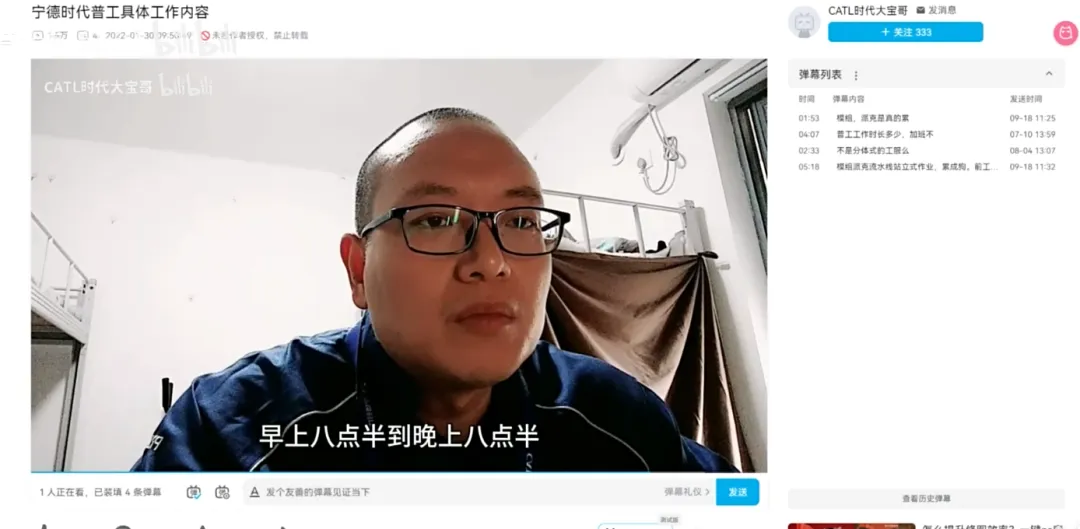 宁德时代普工具体工作内容
1.5万 4 2022-01-30 09:50:49 未经作者授权，禁止转载
CATL时代大宝哥 bilibili
早上八点半到晚上八点半
1 人正在看，已装填 4 条弹幕
发个友善的弹幕见证当下
弹幕礼仪 >
发送
CATL时代大宝哥 发消息
+ 关注 333
弹幕列表
时间 弹幕内容 发送时间
01:53 模组，派克是真的累 09-18 11:25
04:07 普工工作时长多少，加班不 07-10 13:59
02:33 不是分体式的工服么 08-04 13:07
05:18 模组派克流水线站立式作业，累成狗，前工... 09-18 11:32
查看历史弹幕